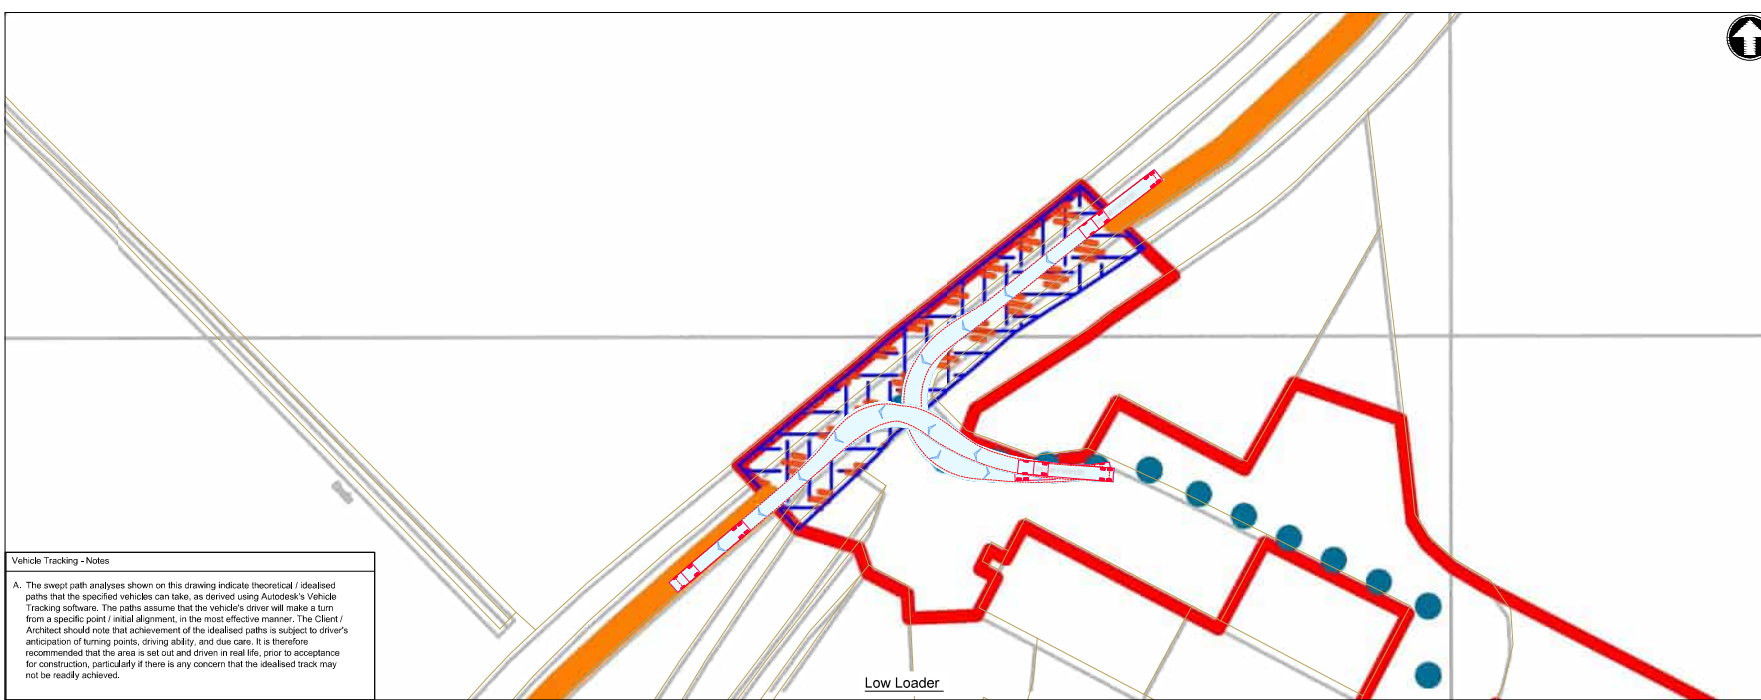 Vehicle Tracking - Notes
A. The swept path analyses shown on this drawing indicate theoretical / idealised
paths that the specified vehicles can take, as derived using Autodesk's Vehicle
Tracking software. The paths assume that the vehicle's driver will make a turn
from a specific point / initial alignment, in the most effective manner. The Client /
Architect should note that achievement of the idealised paths is subject to driver's
anticipation of turning points, driving ability, and due care. It is therefore
recommended that the area is set out and driven in real life, prior to acceptance
for construction, particularly if there is any concern that the idealised track may
not be readily achieved.
Low Loader